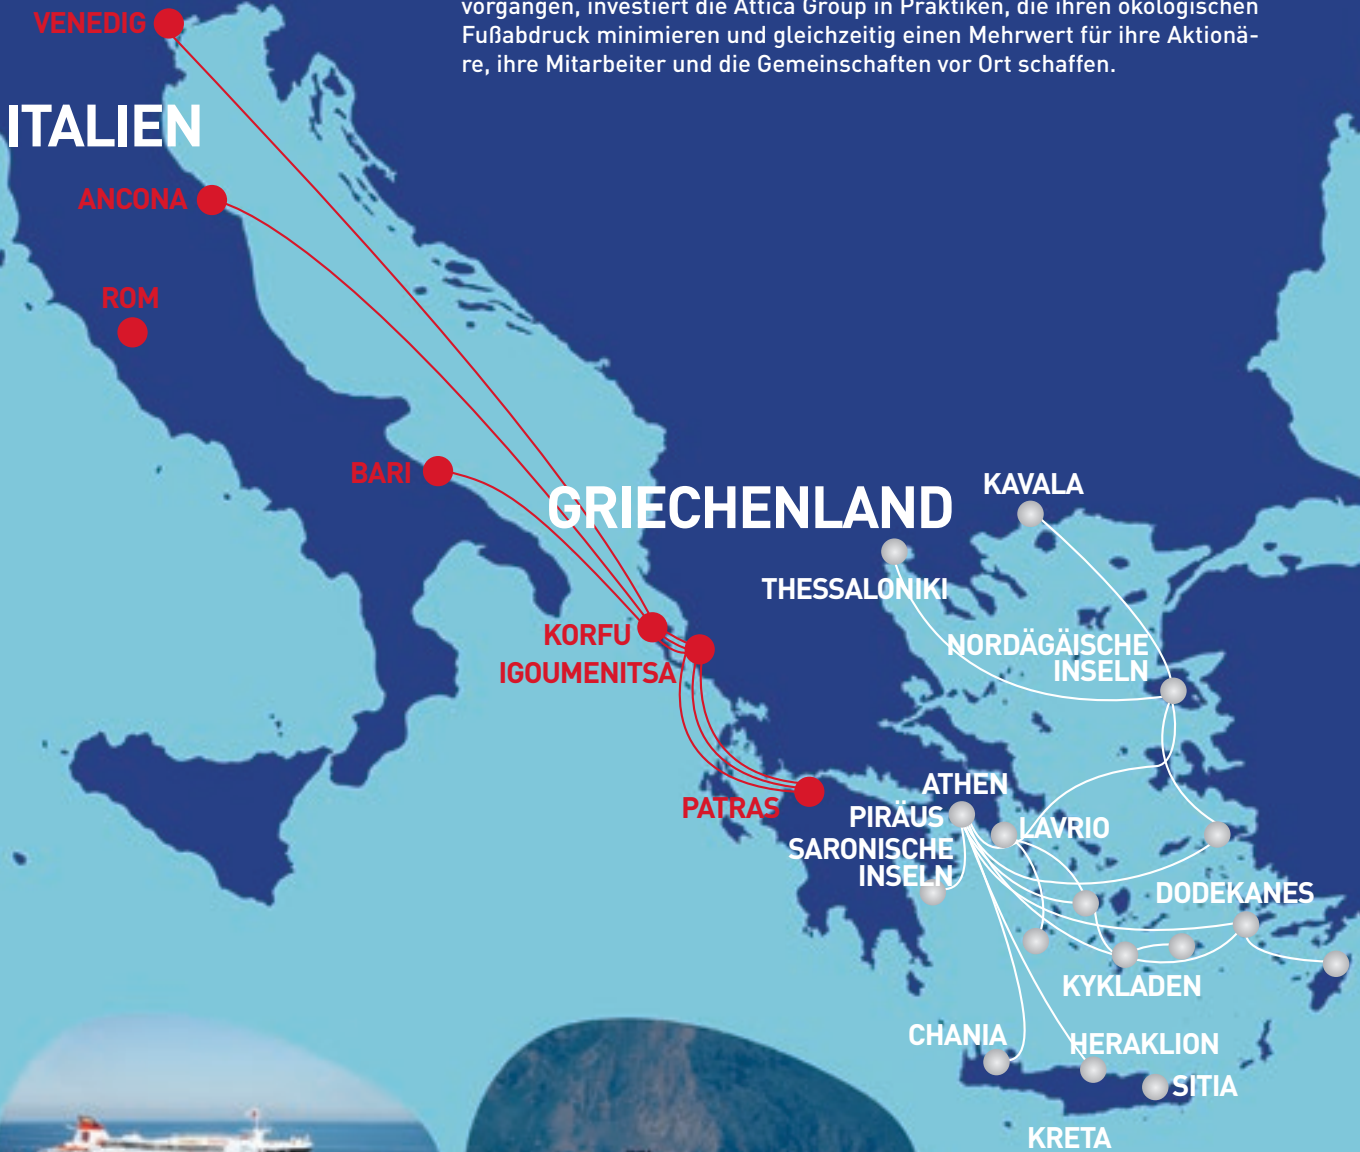 vorgängen, investiert die Attica Group in Praktiken, die ihren ökologischen
Fußabdruck minimieren und gleichzeitig einen Mehrwert für ihre Aktionä-
re, ihre Mitarbeiter und die Gemeinschaften vor Ort schaffen.
VENEDIG
ITALIEN
ANCONA
ROM
BARI
GRIECHENLAND
KAVALA
THESSALONIKI
KORFU
IGOUMENITSA
NORDÄGÄISCHE
INSELN
PATRAS
ATHEN
PIRÄUS
LAVRIO
SARONISCHE
INSELN
DODEKANES
KYKLADEN
CHANIA
HERAKLION
SITIA
KRETA